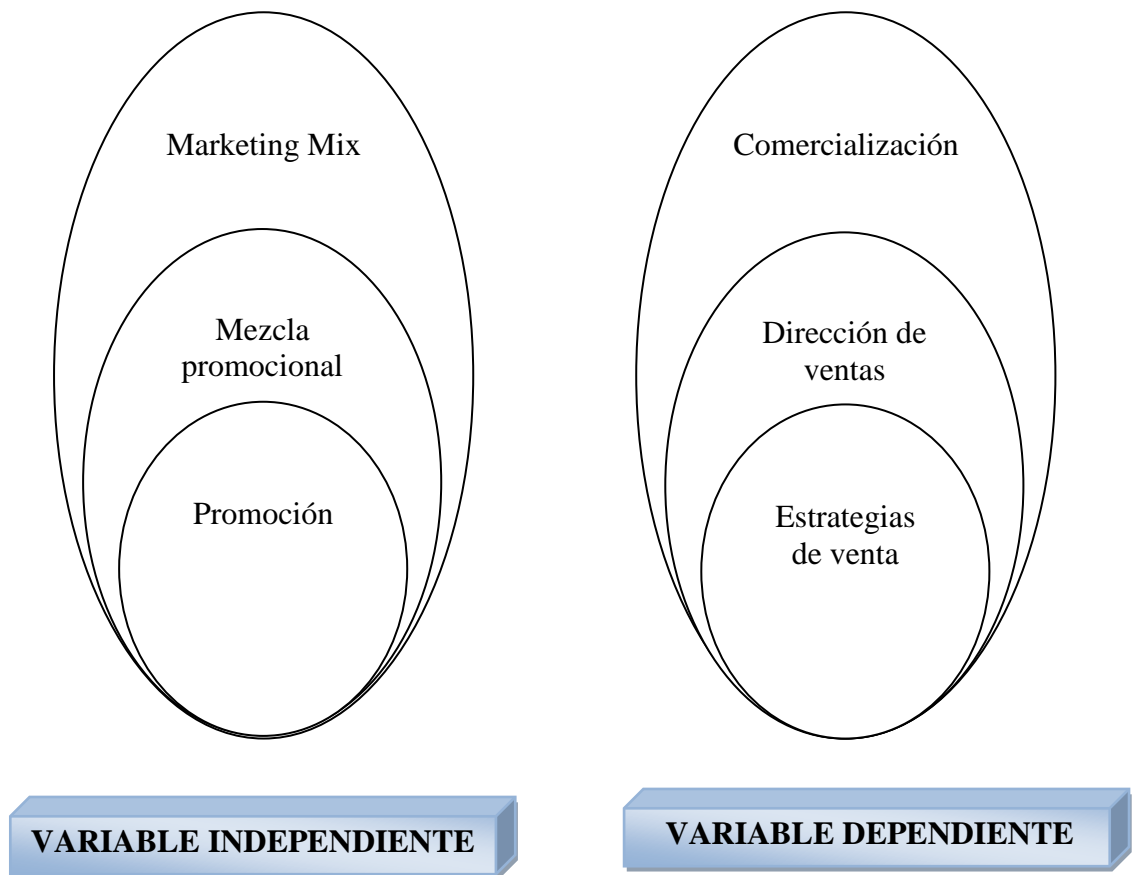 Marketing Mix
Mezcla
promocional
Promoción
VARIABLE INDEPENDIENTE
Comercialización
Dirección de
ventas
Estrategias
de venta
VARIABLE DEPENDIENTE